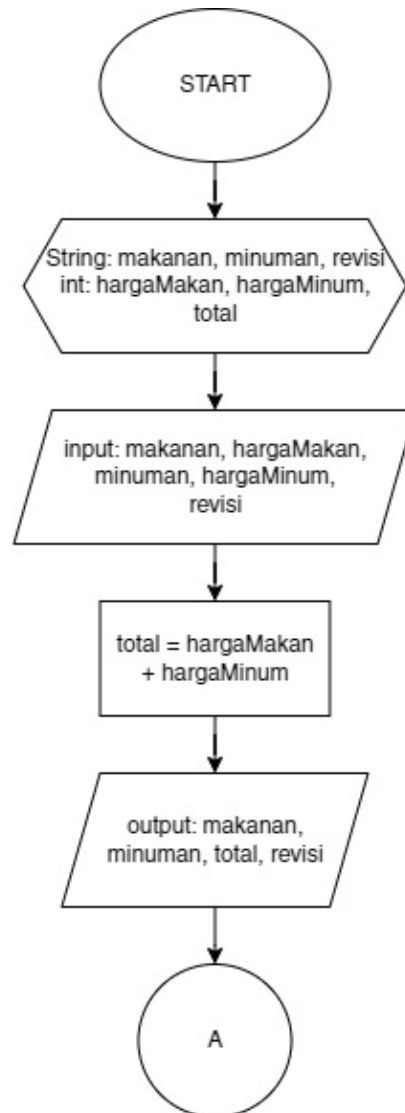 START
String: makanan, minuman, revisi
int: hargaMakan, hargaMinum,
total
input: makanan, hargaMakan,
minuman, hargaMinum,
revisi
total = hargaMakan
+ hargaMinum
output: makanan,
minuman, total, revisi
A